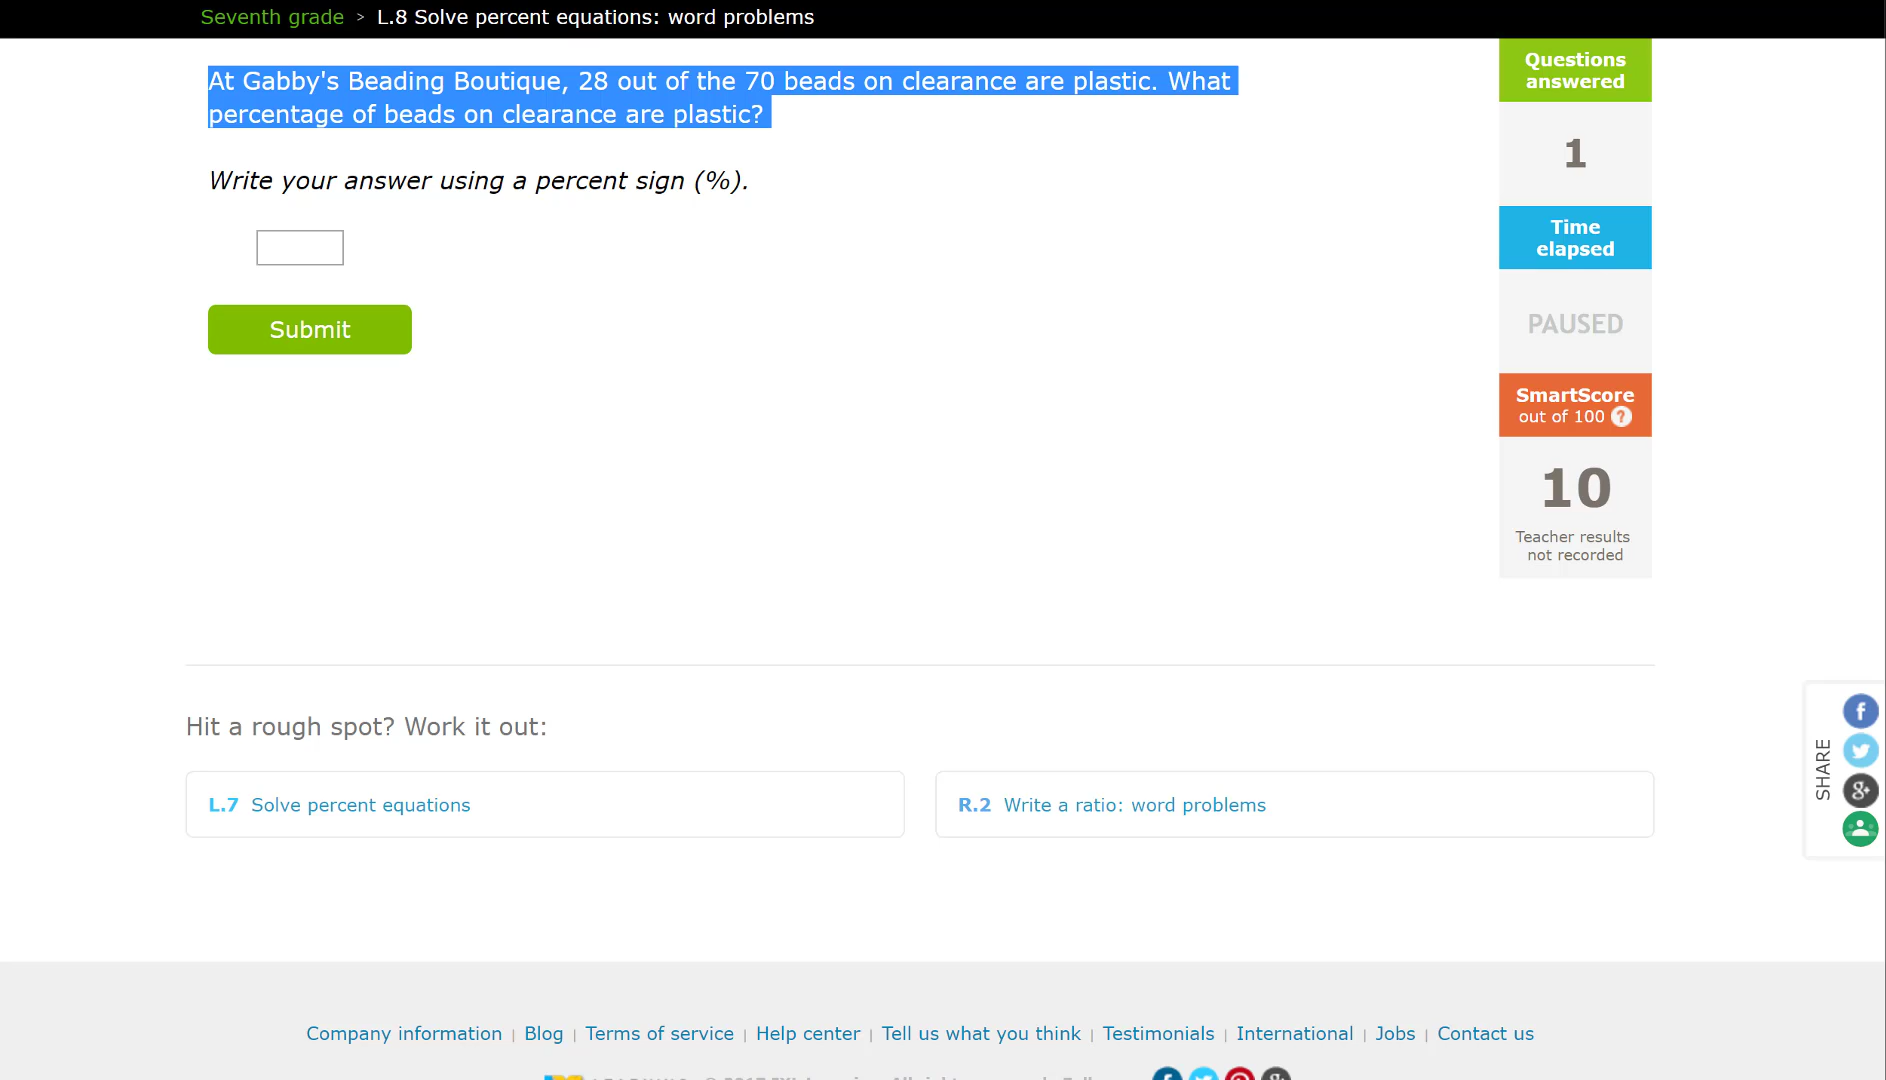 Seventh grade > L.8 Solve percent equations: word problems
At Gabby's Beading Boutique, 28 out of the 70 beads on clearance are plastic. What
percentage of beads on clearance are plastic?
Write your answer using a percent sign (%).
Submit
Questions
answered
1
Time
elapsed
PAUSED
SmartScore
out of 100 ?
10
Teacher results
not recorded
Hit a rough spot? Work it out:
L.7 Solve percent equations
R.2 Write a ratio: word problems
SHARE
Company information | Blog | Terms of service | Help center | Tell us what you think | Testimonials | International | Jobs | Contact us